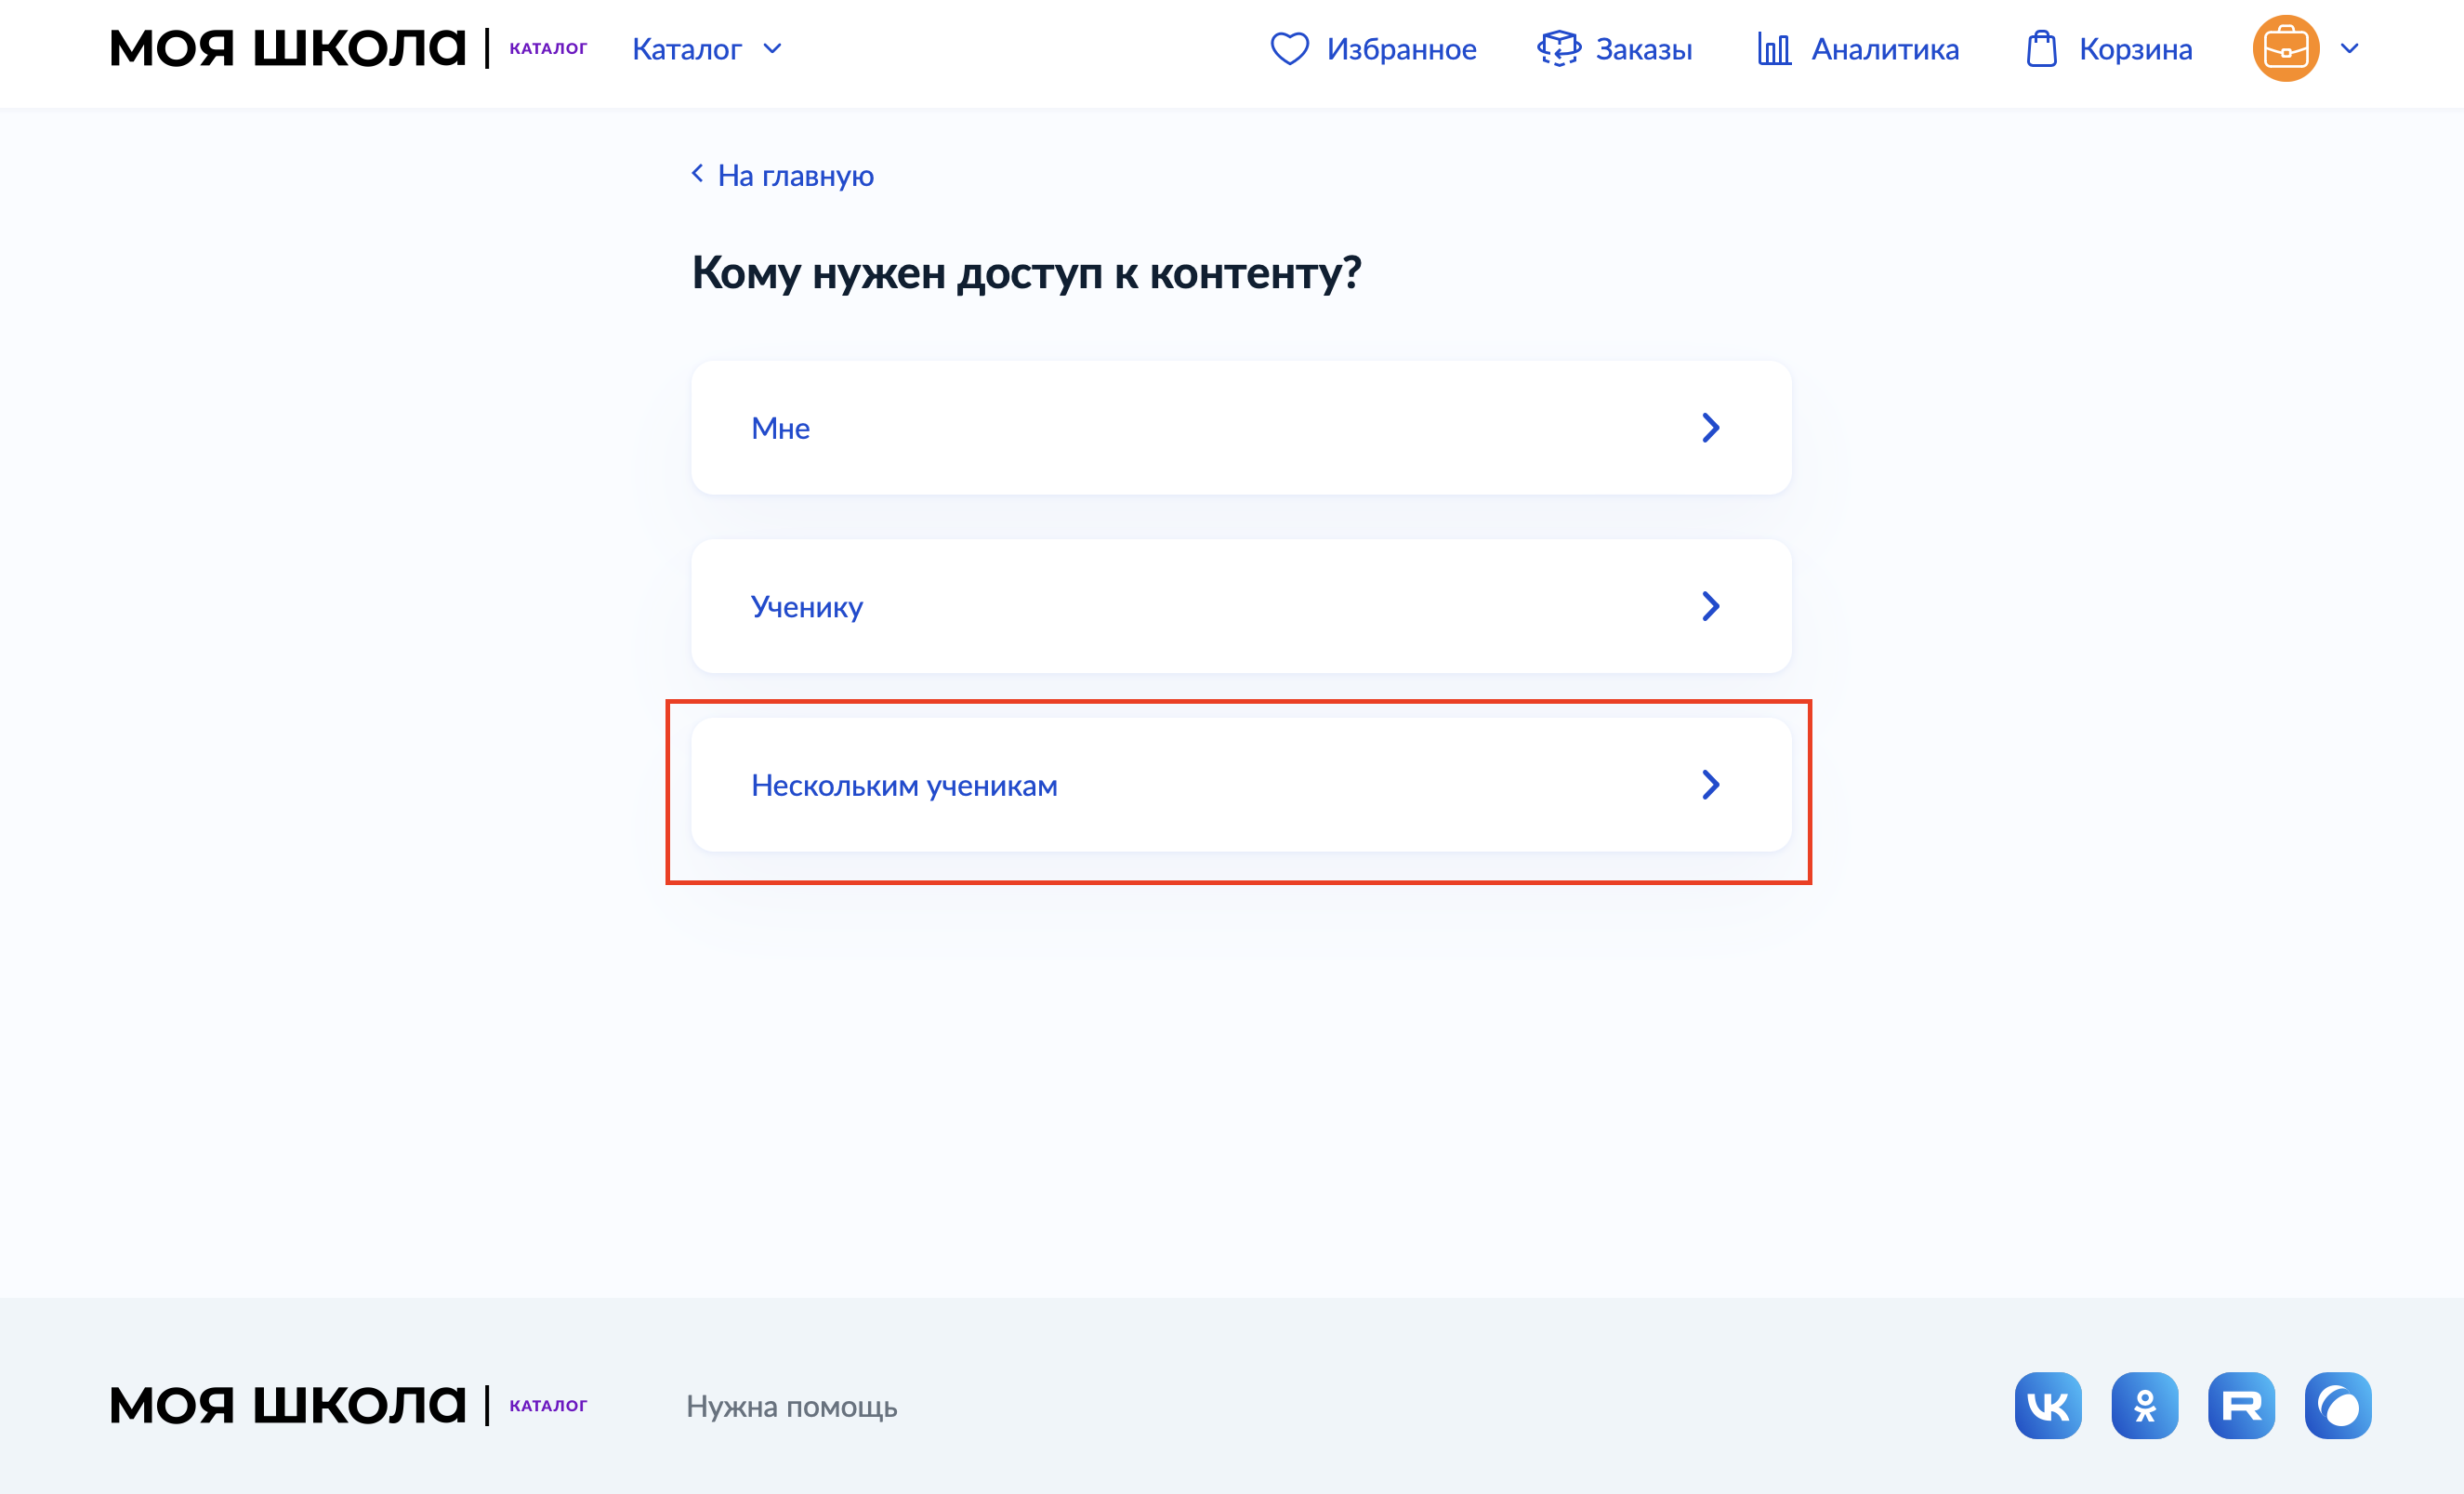 МОЯ ШКОЛА | КАТАЛОГ Каталог Избранное Заказы Аналитика Корзина
На главную
Кому нужен доступ к контенту?
Мне
Ученику
Нескольким ученикам
МОЯ ШКОЛА | КАТАЛОГ Нужна помощь